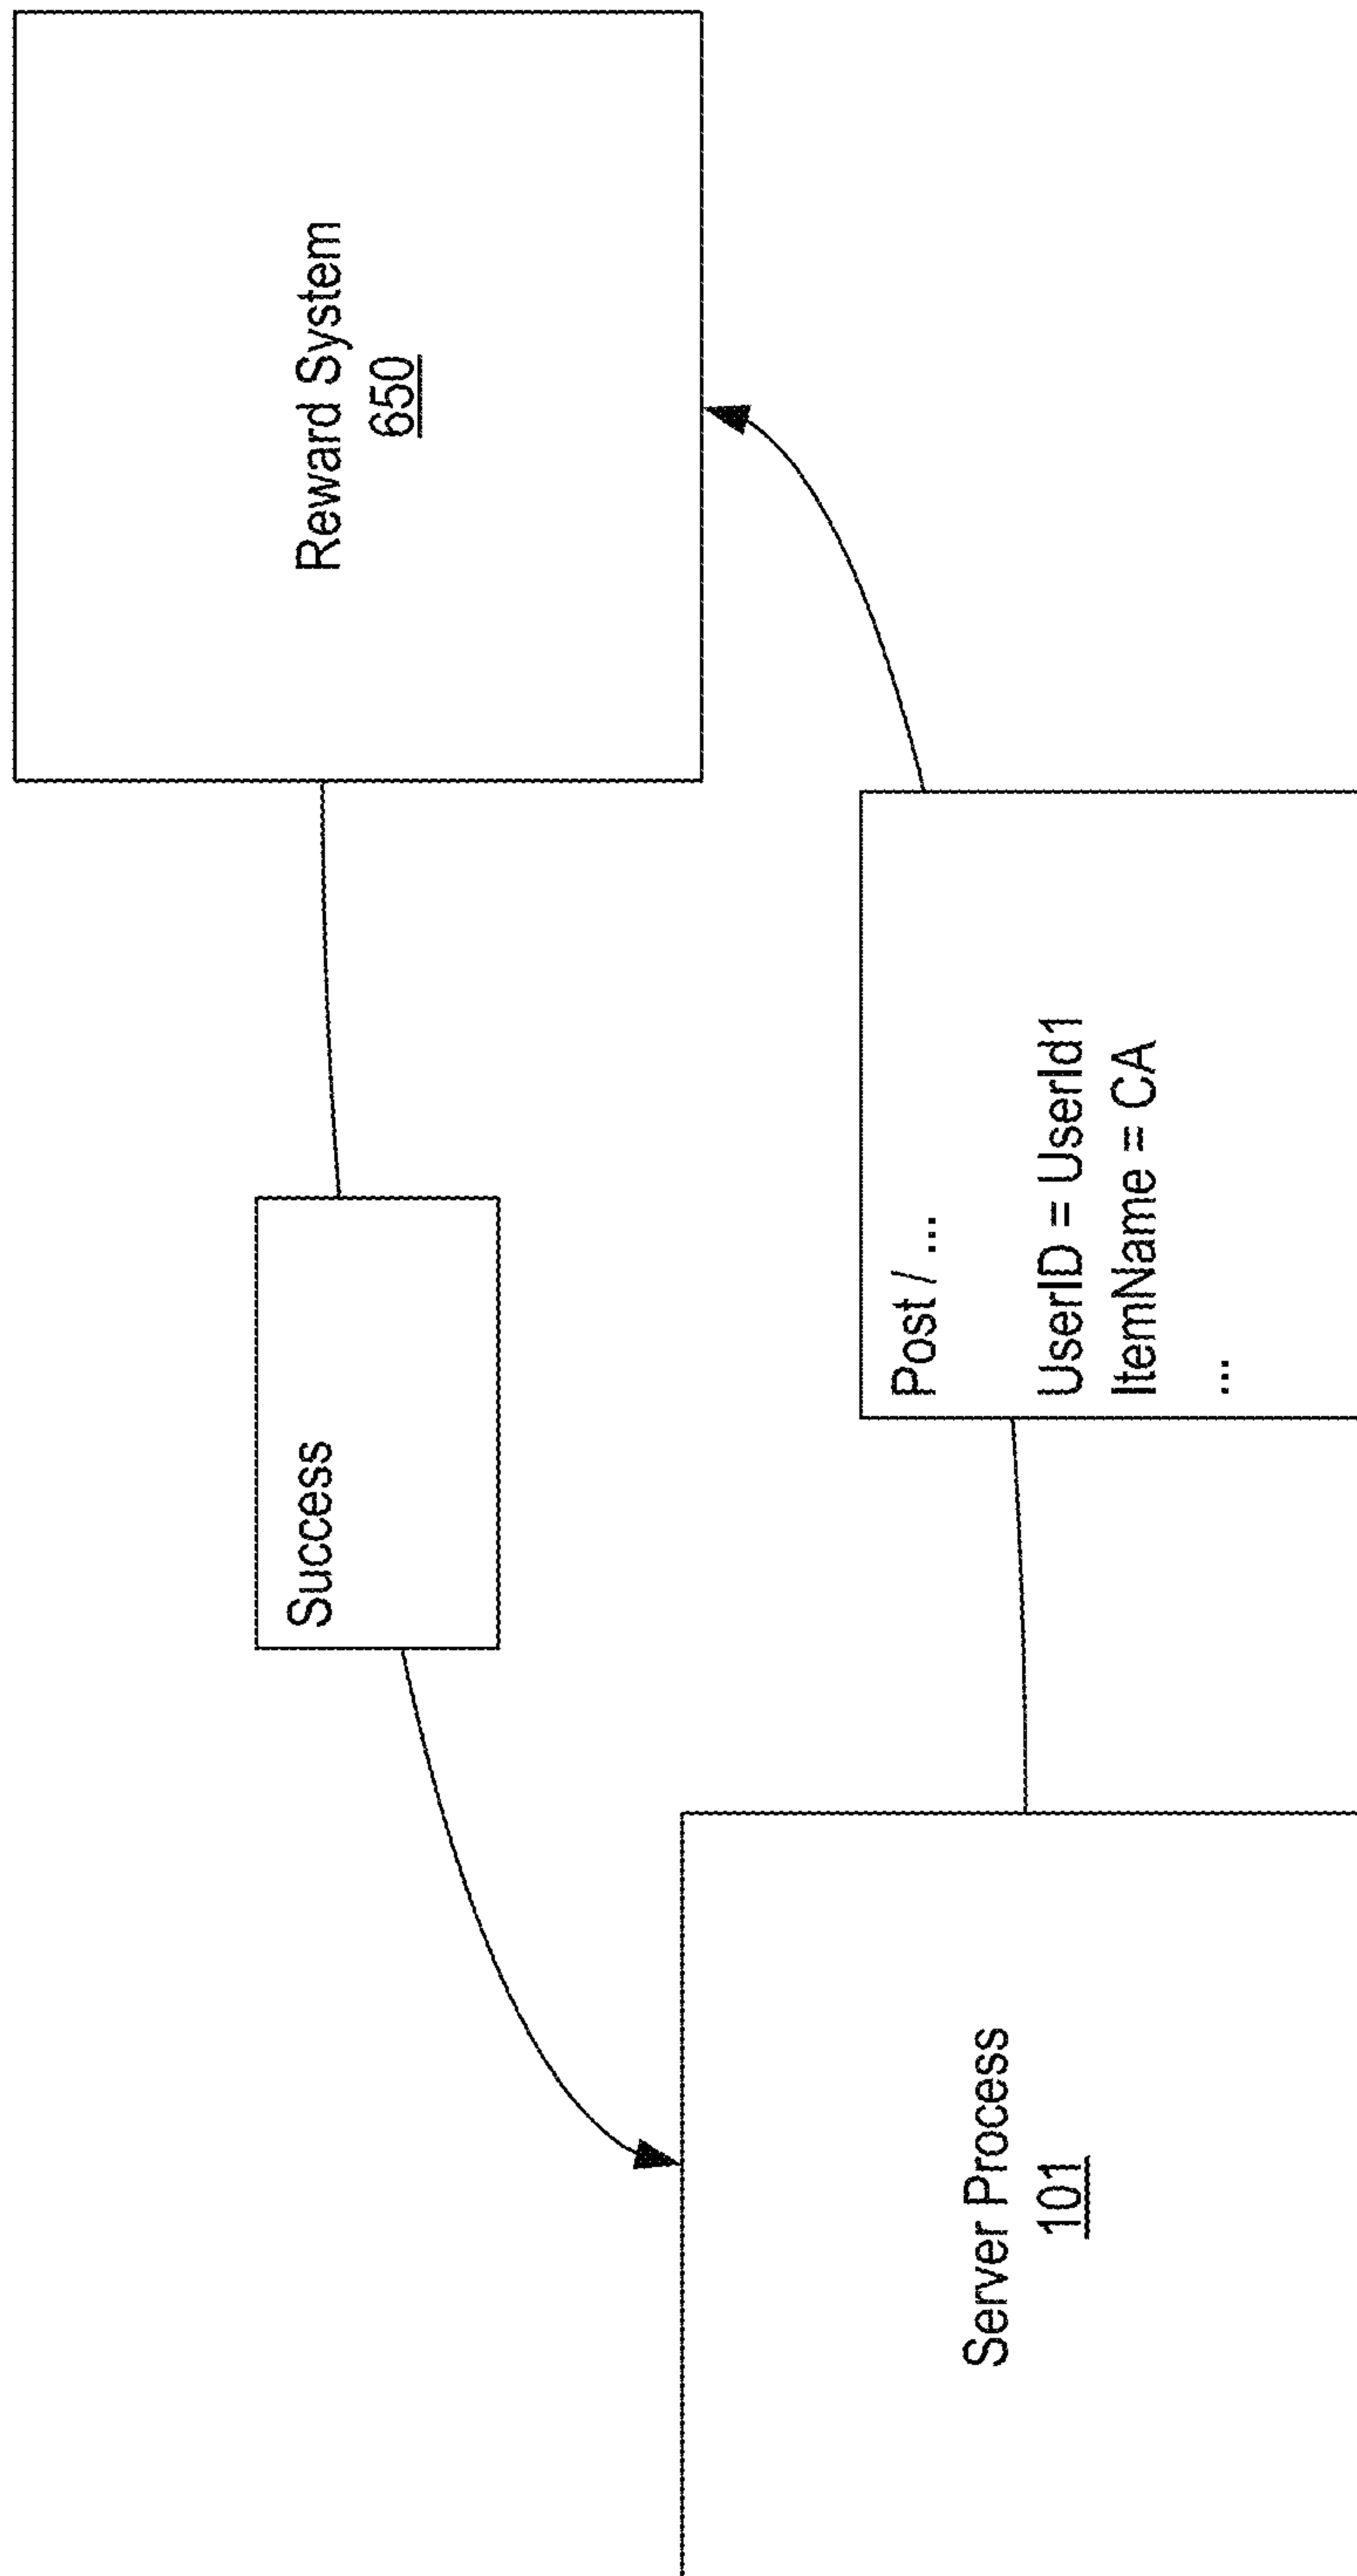 Reward System
650
Success
Post / ...
UserID = UserId1
ItemName = CA
...
Server Process
101